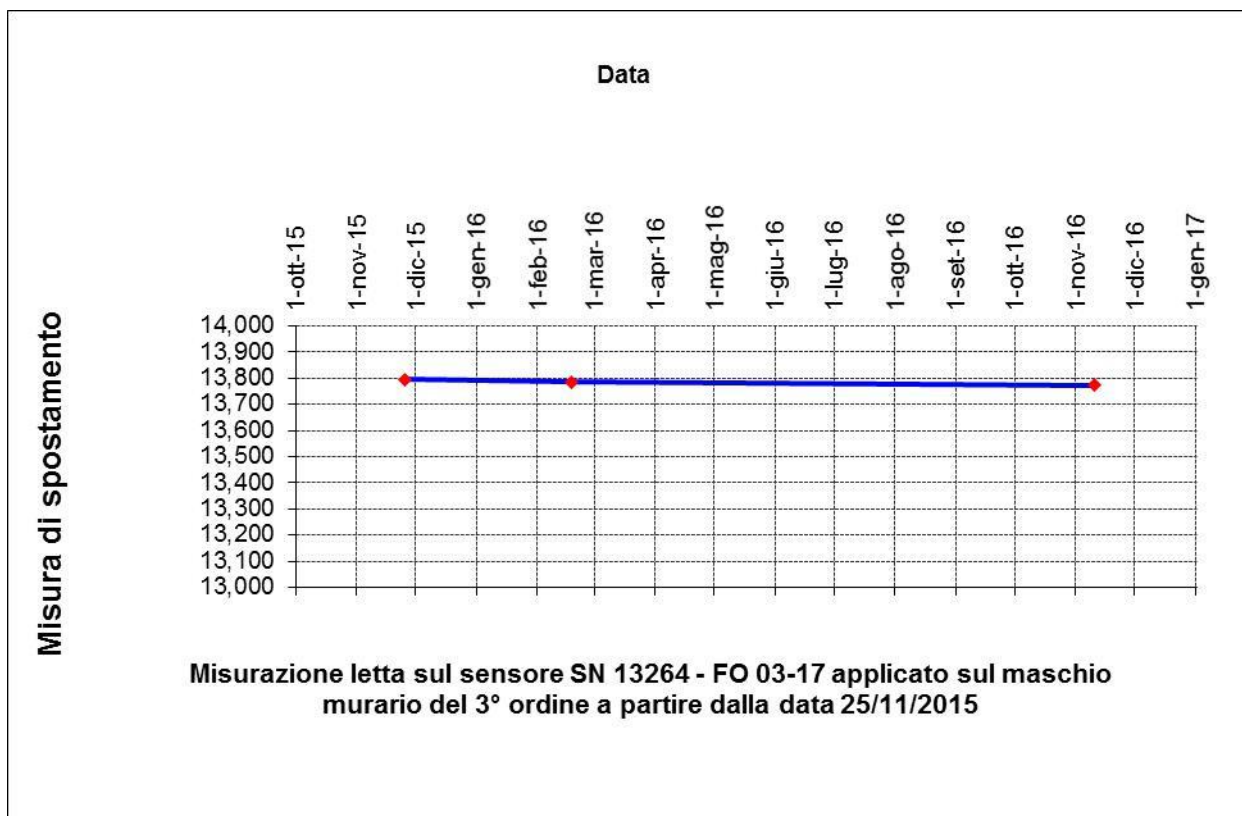 Data
1-ott-15
1-nov-15
1-dic-15
1-gen-16
1-feb-16
1-mar-16
1-apr-16
1-mag-16
1-giu-16
1-lug-16
1-ago-16
1-set-16
1-ott-16
1-nov-16
1-dic-16
1-gen-17
Misura di spostamento
14,000
13,900
13,800
13,700
13,600
13,500
13,400
13,300
13,200
13,100
13,000
Misurazione letta sul sensore SN 13264 - FO 03-17 applicato sul maschio
murario del 3° ordine a partire dalla data 25/11/2015